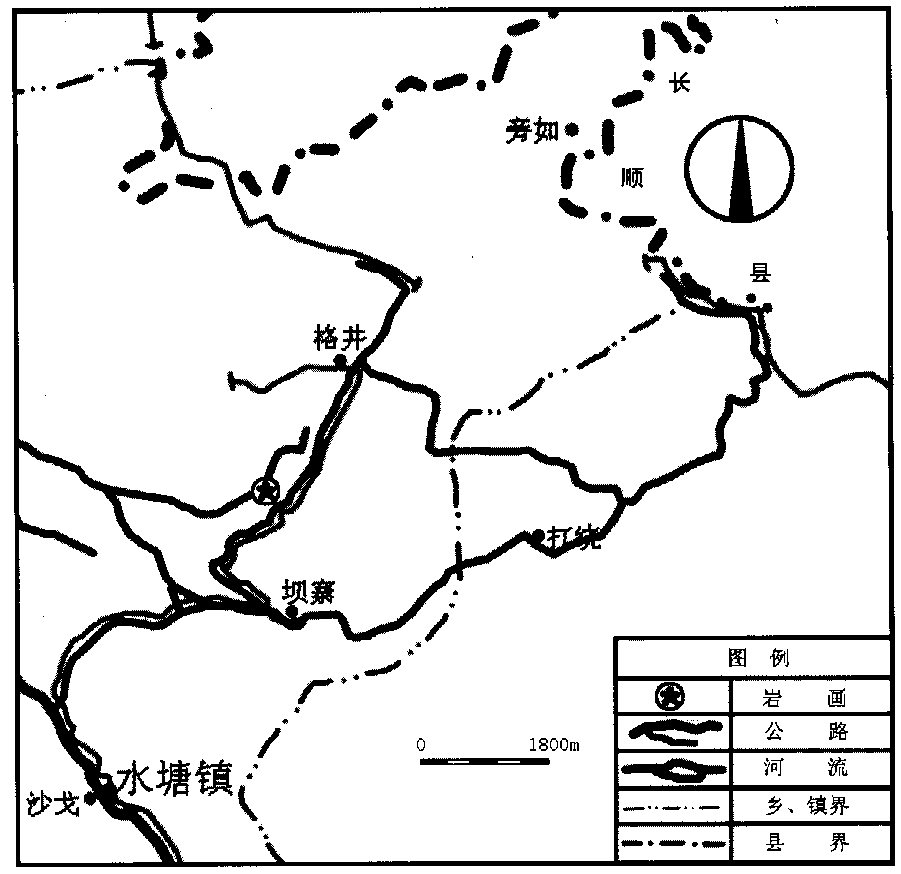 长
旁如
顺
县
格井
打绕
坝寨
水塘镇
沙戈
0 1800m
图 例
岩 画
公 路
河 流
乡、镇界
县 界